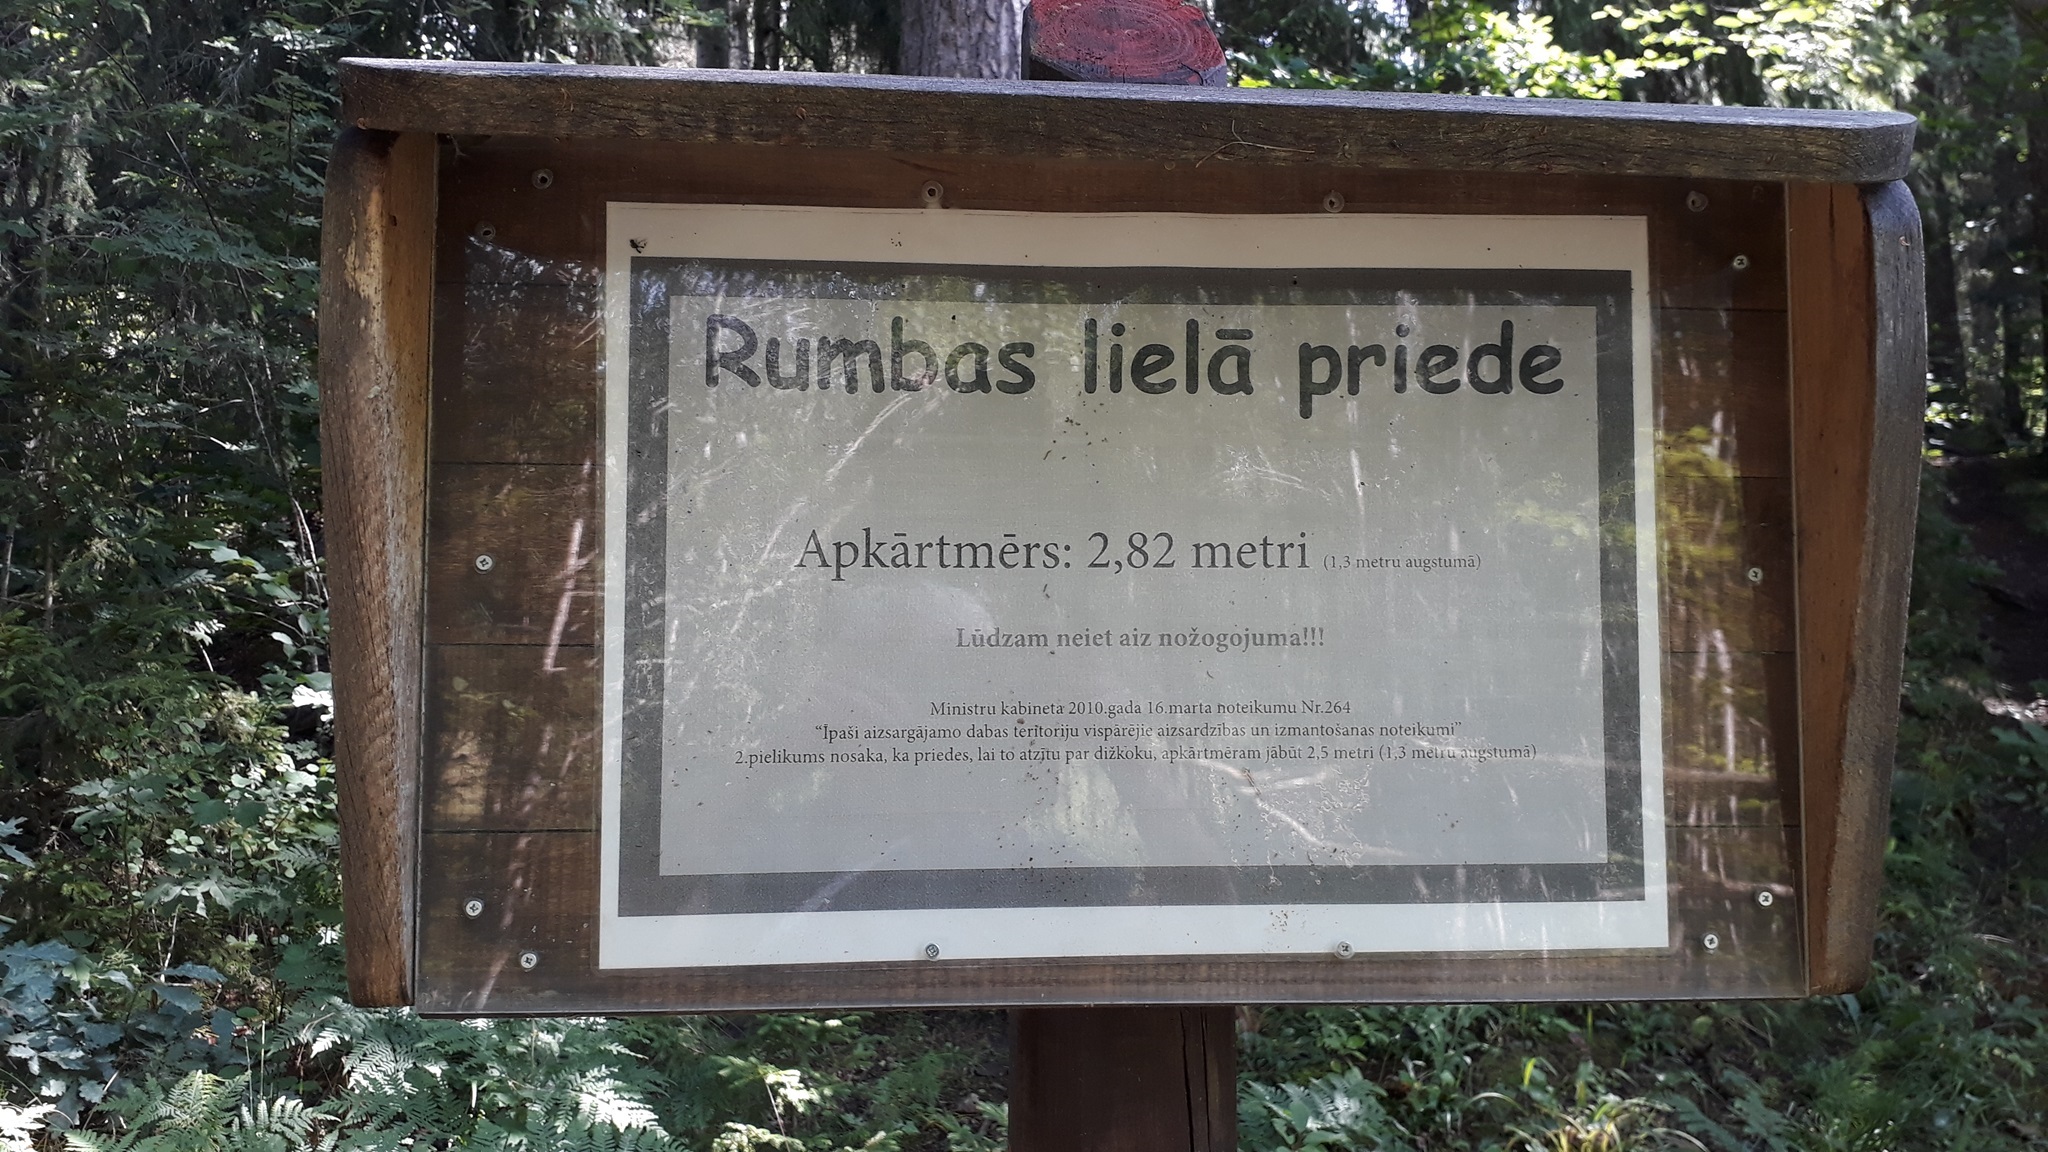 Rumbas lielā priede
Apkārtmērs: 2,82 metri (1,3 metru augstumā)
Lūdzam neiet aiz nožogojuma!!!
Ministru kabineta 2010.gada 16.marta noteikumu Nr.264
“Īpaši aizsargājamo dabas teritoriju vispārējie aizsardzības un izmantošanas noteikumi”
2.pielikums nosaka, ka priedes, lai to atzītu par dižkoku, apkārtmēram jābūt 2,5 metri (1,3 metru augstumā)